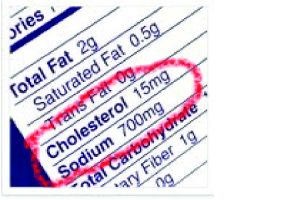 ories
Total Fat 2g
Saturated Fat 0.5g
Trans Fat 0g
Cholesterol 15mg
Sodium 700mg
Total Carbohydrate
tary Fiber 1g
0g